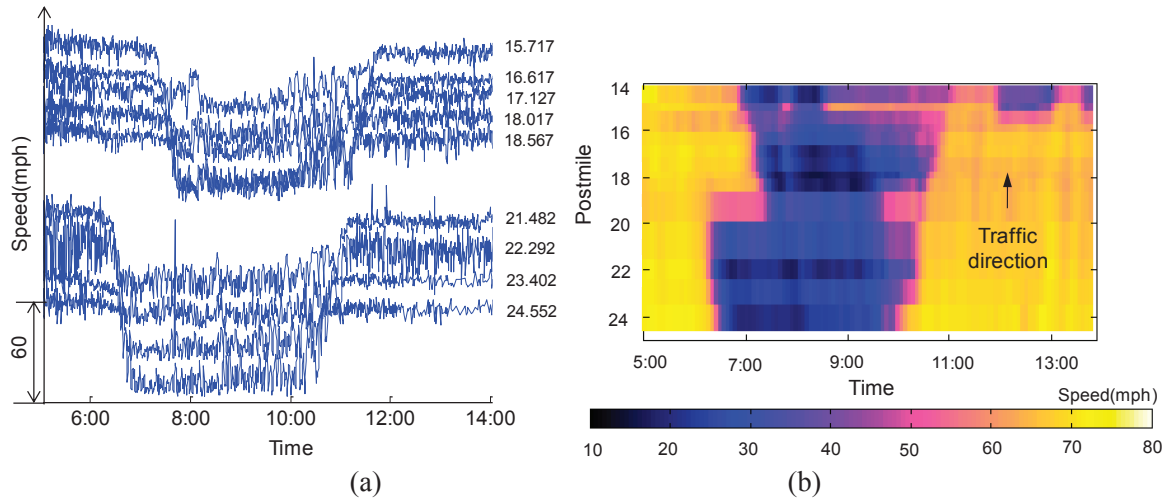 Speed(mph)
60
15.717
16.617
17.127
18.017
18.567
21.482
22.292
23.402
24.552
6:00 8:00 10:00 12:00 14:00
Time
(a)
Postmile
14
16
18
20
22
24
Traffic
direction
5:00 7:00 9:00 11:00 13:00
Time
Speed(mph)
10 20 30 40 50 60 70 80
(b)